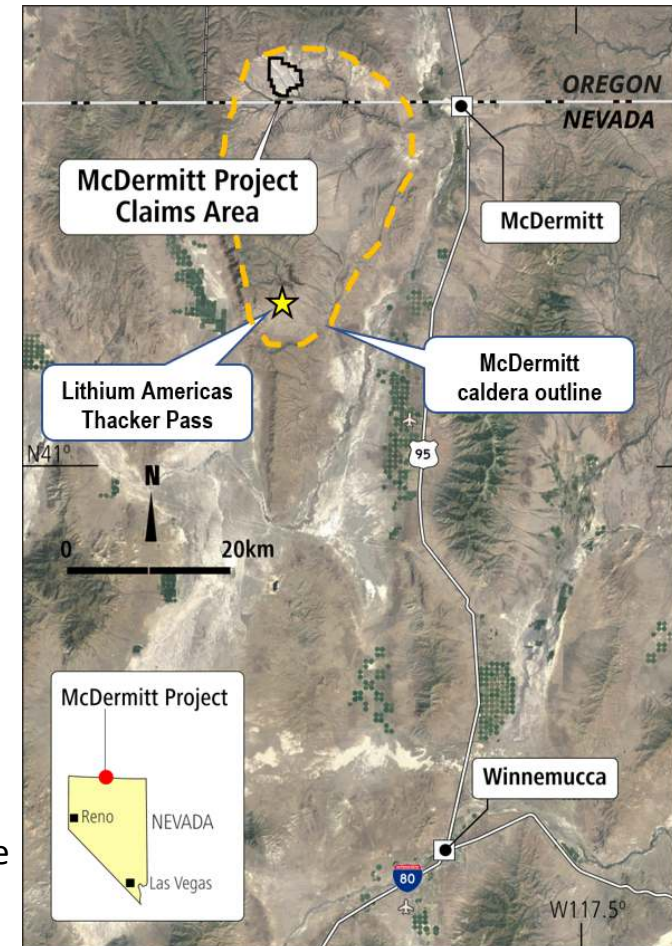 OREGON
NEVADA
McDermitt Project
Claims Area
McDermitt
Lithium Americas
Thacker Pass
McDermitt
caldera outline
N41°
95
N
0
20km
McDermitt Project
Reno
NEVADA
Las Vegas
Winnemucca
e
INTERSTATE
80
W117.5°